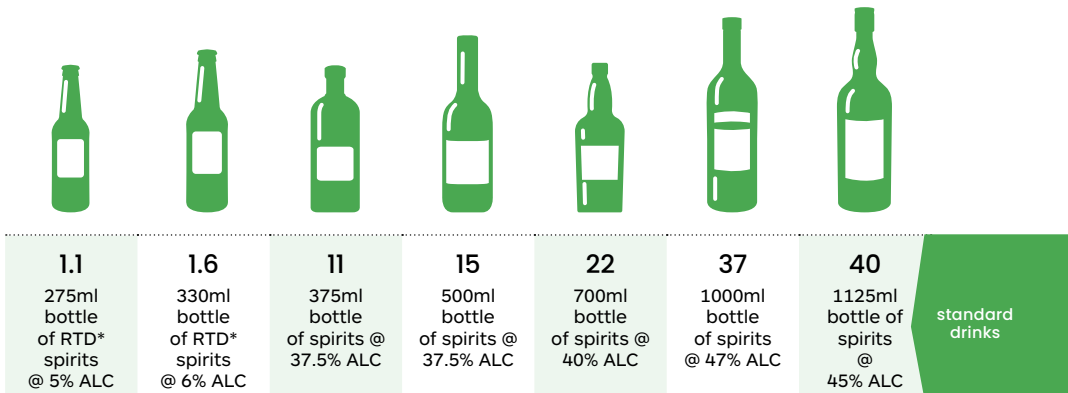 1.1
275ml
bottle
of RTD*
spirits
@ 5% ALC
1.6
330ml
bottle
of RTD*
spirits
@ 6% ALC
11
375ml
bottle
of spirits @
37.5% ALC
15
500ml
bottle
of spirits @
37.5% ALC
22
700ml
bottle
of spirits @
40% ALC
37
1000ml
bottle
of spirits
@ 47% ALC
40
1125ml
bottle of
spirits
@
45% ALC
standard
drinks